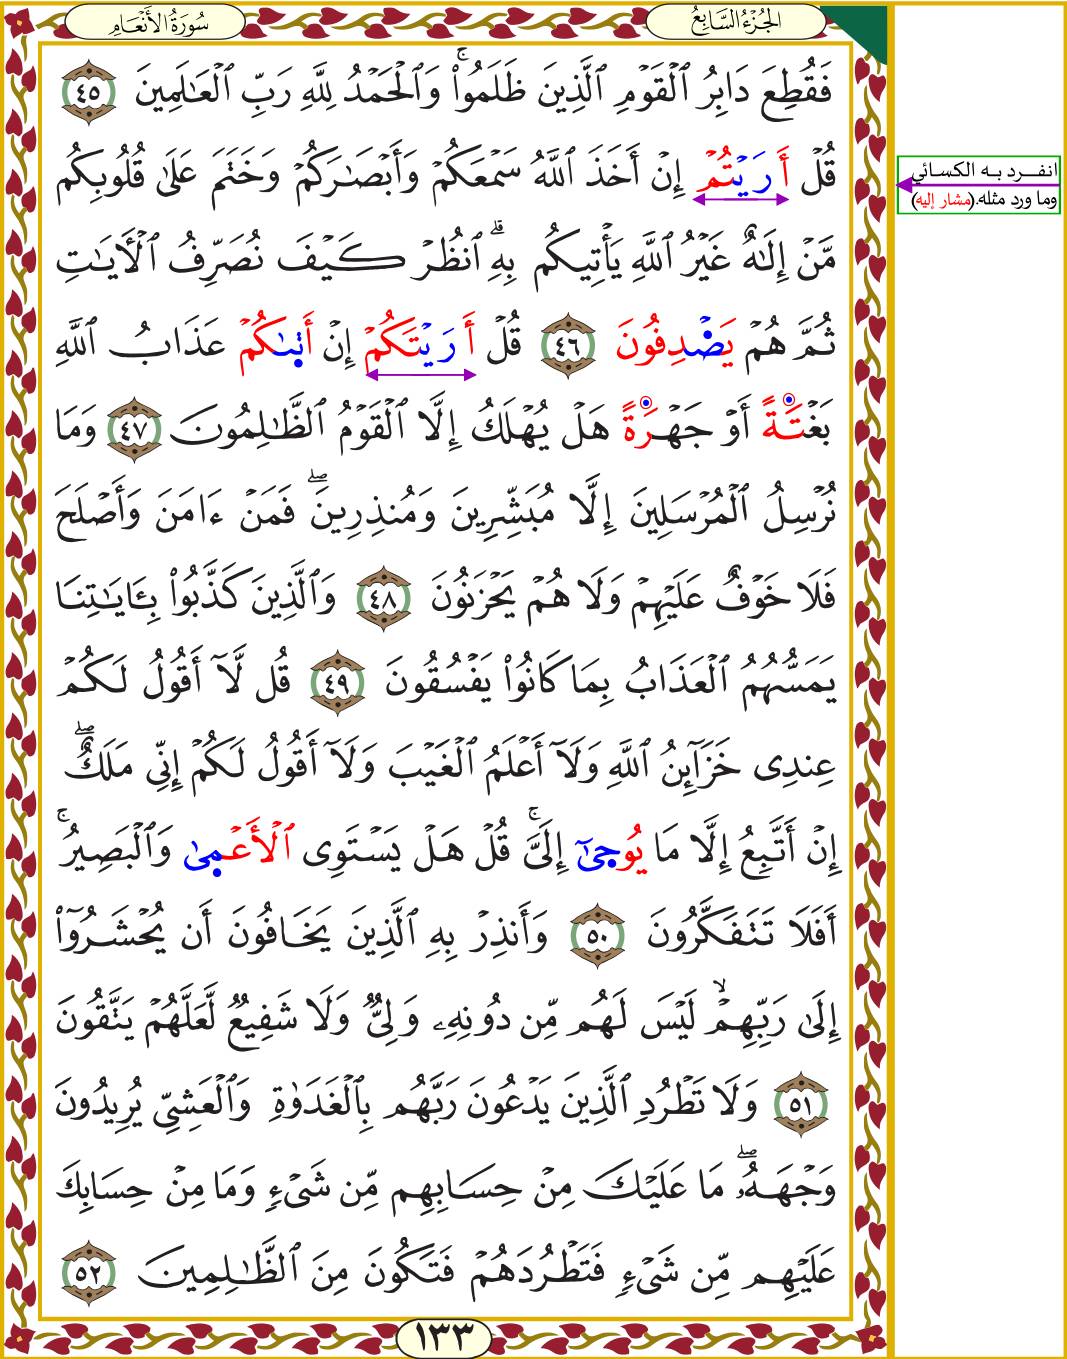 سُورَةُ الأَنْعَامِ
الجُزْءُ السَّابِعُ
فَقُطِعَ دَابِرُ ٱلْقَوْمِ ٱلَّذِينَ ظَلَمُوا۟ ۚ وَٱلْحَمْدُ لِلَّهِ رَبِّ ٱلْعَٰلَمِينَ ٤٥
قُلْ أَرَيْتُمْ إِنْ أَخَذَ ٱللَّهُ سَمْعَكُمْ وَأَبْصَٰرَكُمْ وَخَتَمَ عَلَىٰ قُلُوبِكُم
مَّنْ إِلَٰهٌ غَيْرُ ٱللَّهِ يَأْتِيكُم بِهِ ۗ ٱنظُرْ كَيْفَ نُصَرِّفُ ٱلْأَيَٰتِ
ثُمَّ هُمْ يَصْدِفُونَ ٤٦ قُلْ أَرَيْتَكُمْ إِنْ أَتَىٰكُمْ عَذَابُ ٱللَّهِ
بَغْتَةً أَوْ جَهْرَةً هَلْ يُهْلَكُ إِلَّا ٱلْقَوْمُ ٱلظَّٰلِمُونَ ٤٧ وَمَا
نُرْسِلُ ٱلْمُرْسَلِينَ إِلَّا مُبَشِّرِينَ وَمُنذِرِينَ ۖ فَمَنْ ءَامَنَ وَأَصْلَحَ
فَلَا خَوْفٌ عَلَيْهِمْ وَلَا هُمْ يَحْزَنُونَ ٤٨ وَٱلَّذِينَ كَذَّبُوا۟ بِـَٔايَٰتِنَا
يَمَسُّهُمُ ٱلْعَذَابُ بِمَا كَانُوا۟ يَفْسُقُونَ ٤٩ قُل لَّآ أَقُولُ لَكُمْ
عِندِى خَزَآئِنُ ٱللَّهِ وَلَآ أَعْلَمُ ٱلْغَيْبَ وَلَآ أَقُولُ لَكُمْ إِنِّى مَلَكٌ ۖ
إِنْ أَتَّبِعُ إِلَّا مَا يُوحَىٰٓ إِلَىَّ ۚ قُلْ هَلْ يَسْتَوِى ٱلْأَعْمَىٰ وَٱلْبَصِيرُ ۚ
أَفَلَا تَتَفَكَّرُونَ ٥٠ وَأَنذِرْ بِهِ ٱلَّذِينَ يَخَافُونَ أَن يُحْشَرُوٓا۟
إِلَىٰ رَبِّهِمْ ۙ لَيْسَ لَهُم مِّن دُونِهِۦ وَلِىٌّ وَلَا شَفِيعٌ لَّعَلَّهُمْ يَتَّقُونَ
٥١ وَلَا تَطْرُدِ ٱلَّذِينَ يَدْعُونَ رَبَّهُم بِٱلْغَدَوٰةِ وَٱلْعَشِىِّ يُرِيدُونَ
وَجْهَهُۥ ۖ مَا عَلَيْكَ مِنْ حِسَابِهِم مِّن شَىْءٍ وَمَا مِنْ حِسَابِكَ
عَلَيْهِم مِّن شَىْءٍ فَتَطْرُدَهُمْ فَتَكُونَ مِنَ ٱلظَّٰلِمِينَ ٥٢
١٣٣
انفرد به الكسائي
وما ورد مثله.(مشار إليه)